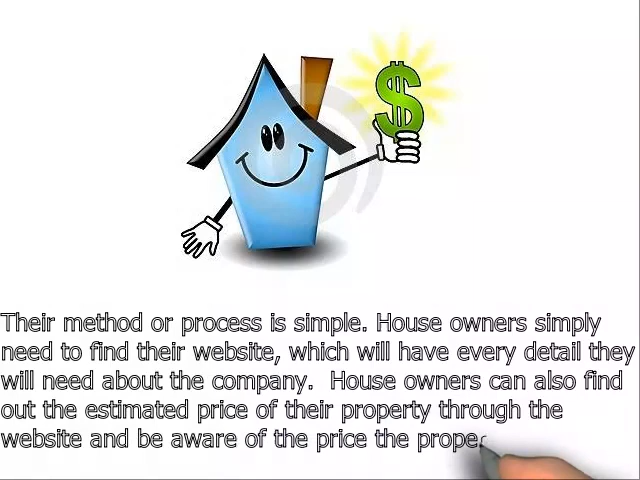 $
Their method or process is simple. House owners simply
need to find their website, which will have every detail they
will need about the company.  House owners can also find
out the estimated price of their property through the
website and be aware of the price the proper